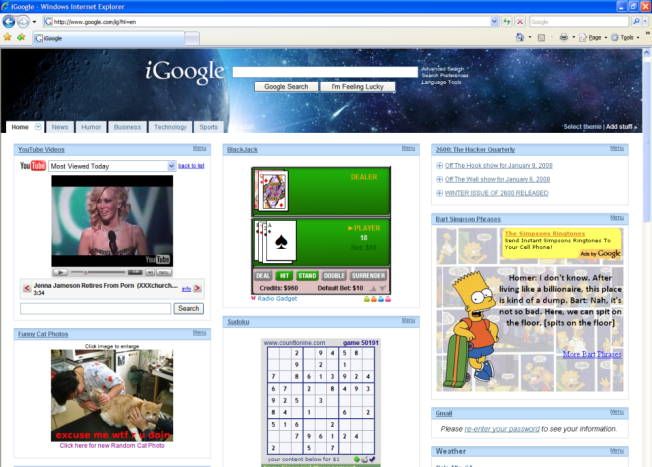 iGoogle - Windows Internet Explorer
http://www.google.com/ig?hl=en
Google
iGoogle
Page
Tools
iGoogle
Advanced Search
Search Preferences
Language Tools
Google Search
I'm Feeling Lucky
Home
News
Humor
Business
Technology
Sports
Select theme | Add stuff »
YouTube Videos
Menu
YouTube
Most Viewed Today
back to list
YouTube
Jenna Jameson Retires From Porn (XXXchurch....
3:34
info
Search
Funny Cat Photos
Menu
Click image to enlarge
excuse me wtf r u doin
Click here for new Random Cat Photo
BlackJack
Menu
DEALER
PLAYER
18
Bet: $10
A
DEAL
HIT
STAND
DOUBLE
SURRENDER
Credits: $960
Default Bet: $10
Radio Gadget
Sudoku
Menu
www.counttonine.com
game 50191
2 9 4 5 8
9 2 1
7 8 6 1 3 9 2 4
6 7 2 8 4 9 3
9 2 5 3
8 4 1 6 2
5 1 6 2
7 9 6 1 2 4
2 9 5 4 7
your content below for $1
2600: The Hacker Quarterly
Menu
Off The Hook show for January 9, 2008
Off The Wall show for January 8, 2008
WINTER ISSUE OF 2600 RELEASED
Bart Simpson Phrases
Menu
The Simpsons Ringtones
Send Instant Simpsons Ringtones To
Your Cell Phone!
Ads by Google
Homer: I don't know. After
living like a billionaire, this place
is kind of a dump. Bart: Nah, it's
not so bad. Here, we can spit on
the floor. [spits on the floor]
More Bart Phrases
Gmail
Menu
Please re-enter your password to see your information.
Weather
Menu